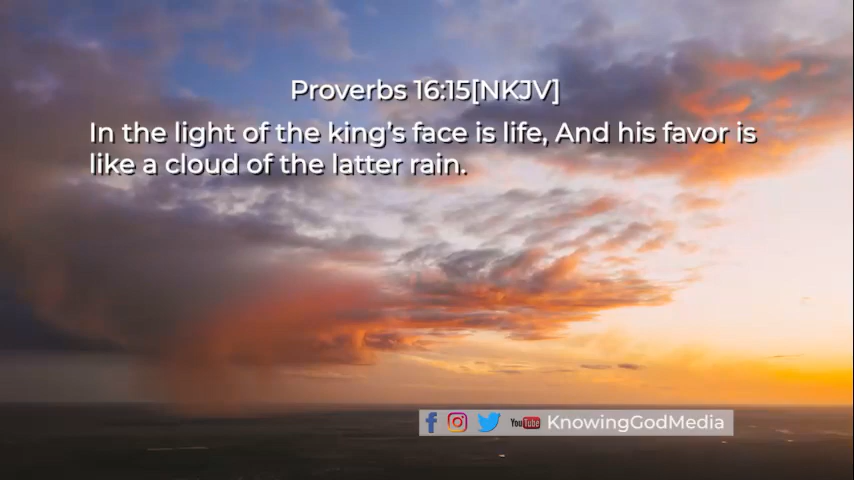 Proverbs 16:15[NKJV]
In the light of the king's face is life, And his favor is
like a cloud of the latter rain.
YouTube KnowingGodMedia